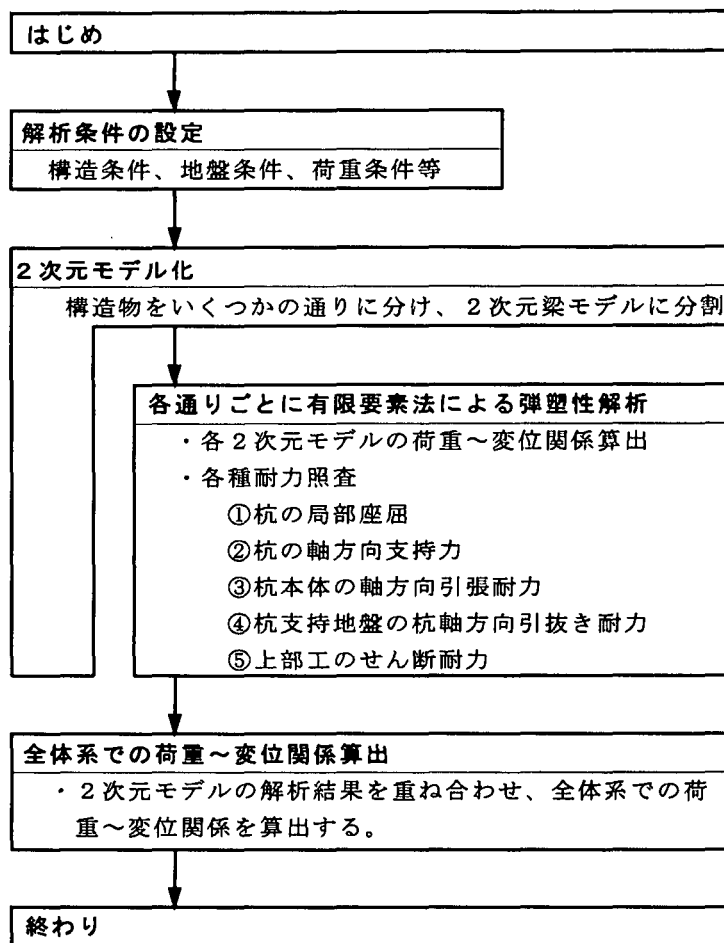 はじめ
解析条件の設定
構造条件、地盤条件、荷重条件等
2次元モデル化
構造物をいくつかの通りに分け、2次元梁モデルに分割
各通りごとに有限要素法による弾塑性解析
・各2次元モデルの荷重~変位関係算出
・各種耐力照査
①杭の局部座屈
②杭の軸方向支持力
③杭本体の軸方向引張耐力
④杭支持地盤の杭軸方向引抜き耐力
⑤上部工のせん断耐力
全体系での荷重~変位関係算出
・2次元モデルの解析結果を重ね合わせ、全体系での荷
重~変位関係を算出する。
終わり